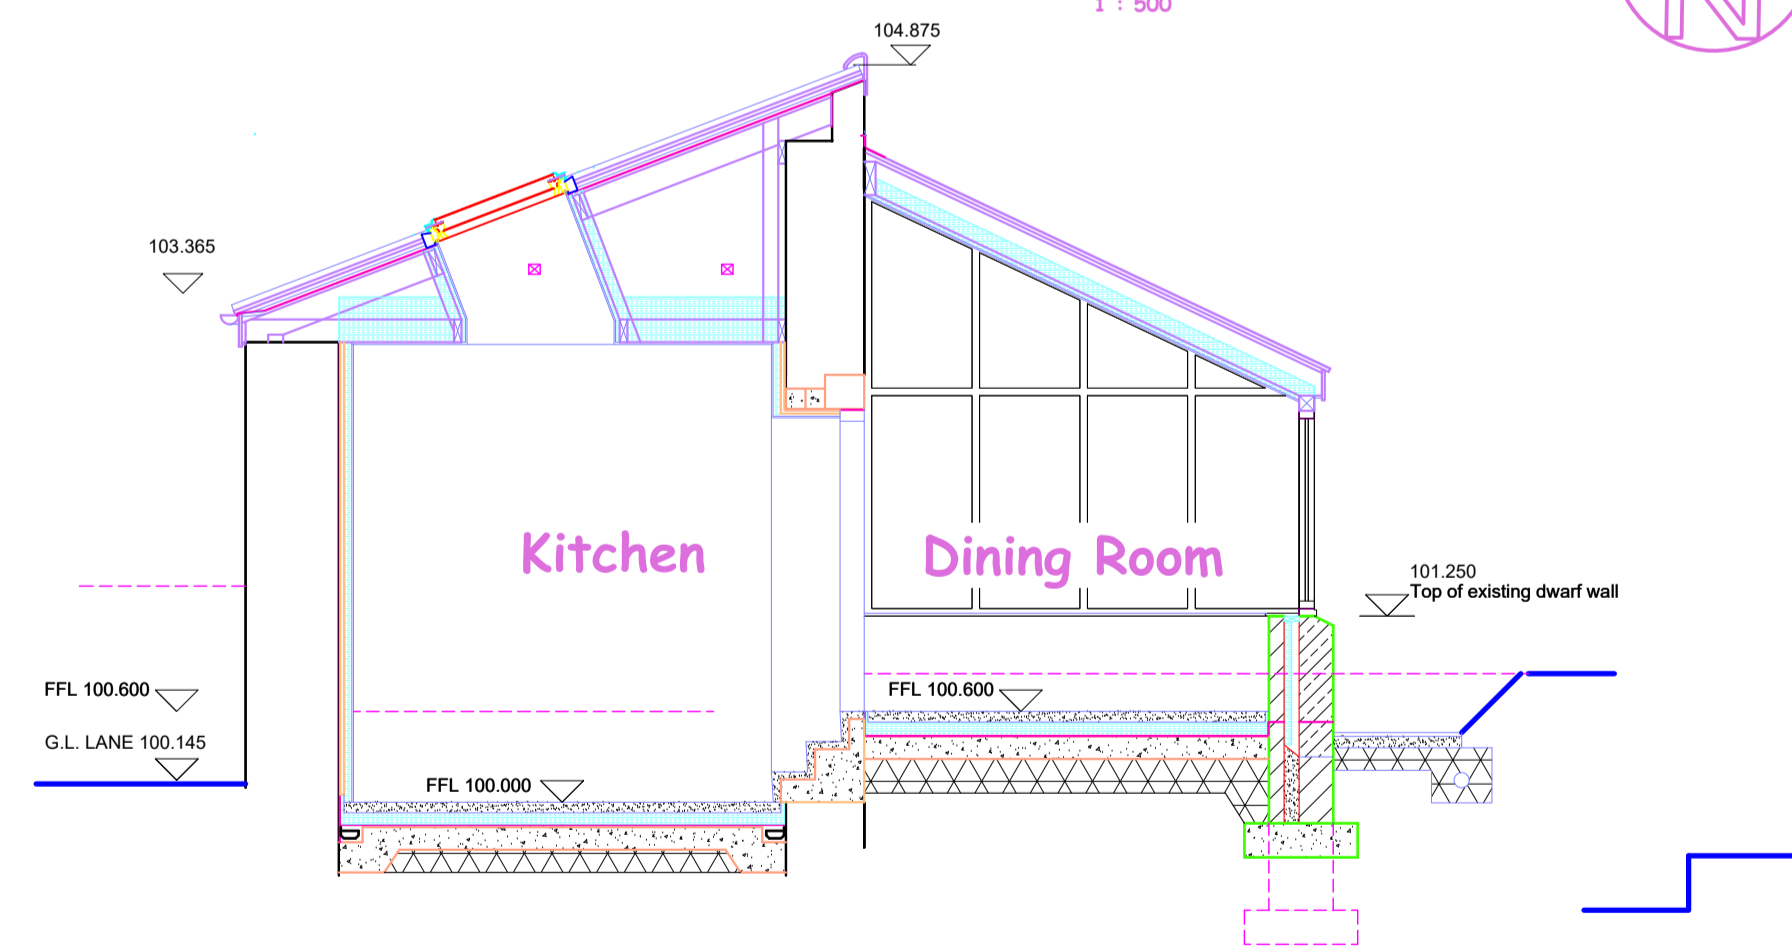 1 : 500
N
104.875
103.365
Kitchen
Dining Room
101.250
Top of existing dwarf wall
FFL 100.600
FFL 100.600
G.L. LANE 100.145
FFL 100.000